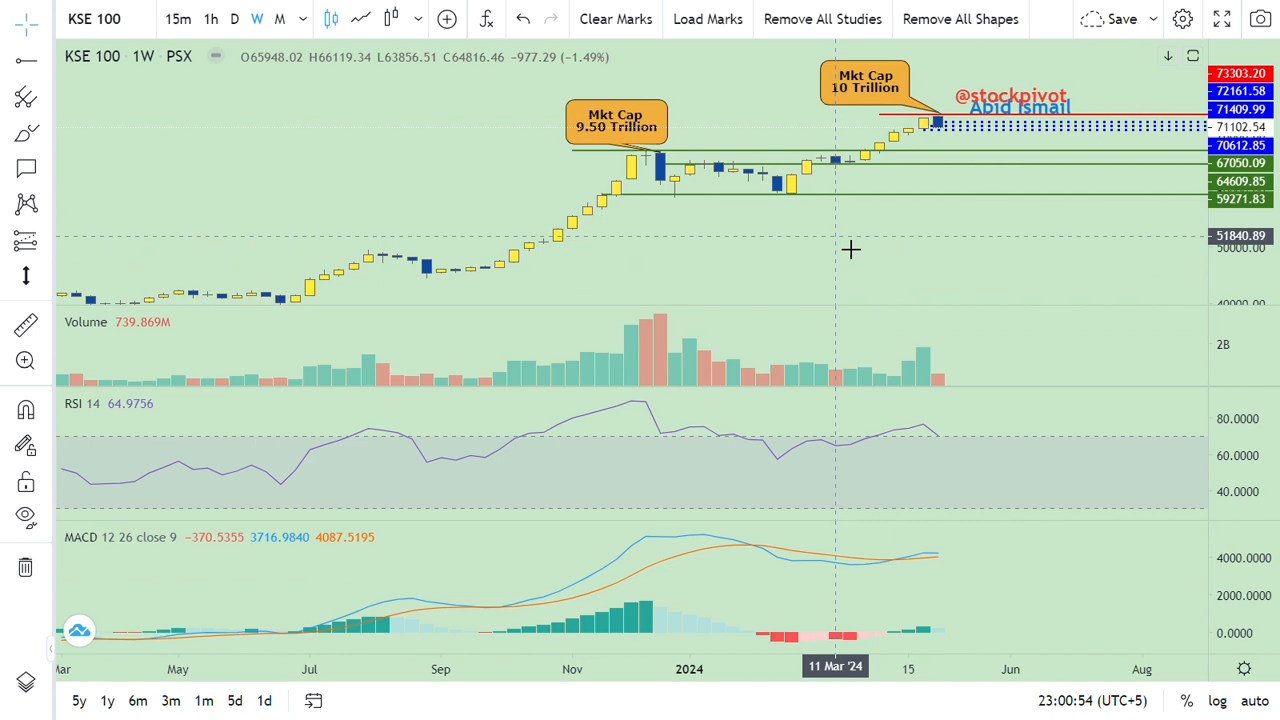 KSE 100 15m 1h D W M Clear Marks Load Marks Remove All Studies Remove All Shapes Save
KSE 100 1W PSX O65948.02 H66119.34 L63856.51 C64816.46 −977.29 (−1.49%)
Mkt Cap
9.50 Trillion
Mkt Cap
10 Trillion
@stockpivot
Abid Ismail
73303.20
72161.58
71409.99
71102.54
70612.85
67050.09
64609.85
59271.83
51840.89
50000.00
40000.00
Volume 739.869M
2B
RSI 14 64.9756
80.0000
60.0000
40.0000
MACD 12 26 close 9 −370.5355 3716.9840 4087.5195
4000.0000
2000.0000
0.0000
Mar May Jul Sep Nov 2024 11 Mar '24 15 Jun Aug
5y 1y 6m 3m 1m 5d 1d 23:00:54 (UTC+5) % log auto